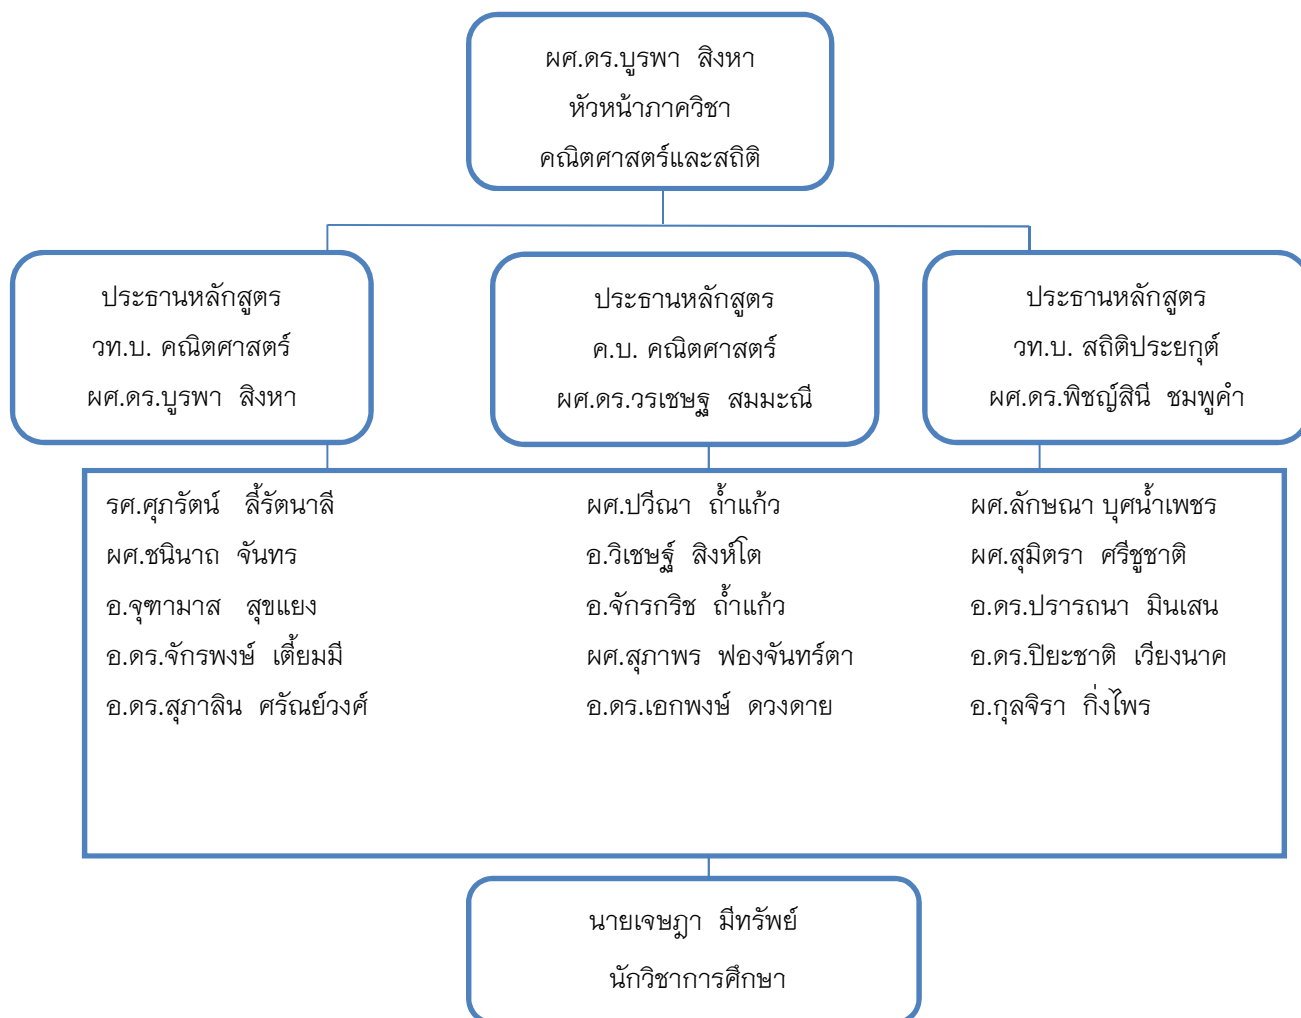 ผศ.ดร.บูรพา สิงหา
หัวหน้าภาควิชา
คณิตศาสตร์และสถิติ
ประธานหลักสูตร
วท.บ. คณิตศาสตร์
ผศ.ดร.บูรพา สิงหา
ประธานหลักสูตร
ค.บ. คณิตศาสตร์
ผศ.ดร.วรเชษฐ สมมะณี
ประธานหลักสูตร
วท.บ. สถิติประยกุต์
ผศ.ดร.พิชญ์สินี ชมพูคำ
รศ.ศุภรัตน์ ลี้รัตนาลี
ผศ.ชนินาถ จันทร
อ.จุฑามาส สุขแยง
อ.ดร.จักรพงษ์ เตี้ยมมี
อ.ดร.สุภาลิน ศรัณย์วงศ์
ผศ.ปวีณา ถ้ำแก้ว
อ.วิเชษฐ์ สิงห์โต
อ.จักรกริช ถ้ำแก้ว
ผศ.สุภาพร ฟองจันทร์ตา
อ.ดร.เอกพงษ์ ดวงดาย
ผศ.ลักษณา บุศน้ำเพชร
ผศ.สุมิตรา ศรีชูชาติ
อ.ดร.ปรารถนา มินเสน
อ.ดร.ปิยะชาติ เวียงนาค
อ.กุลจิรา กิ่งไพร
นายเจษฎา มีทรัพย์
นักวิชาการศึกษา